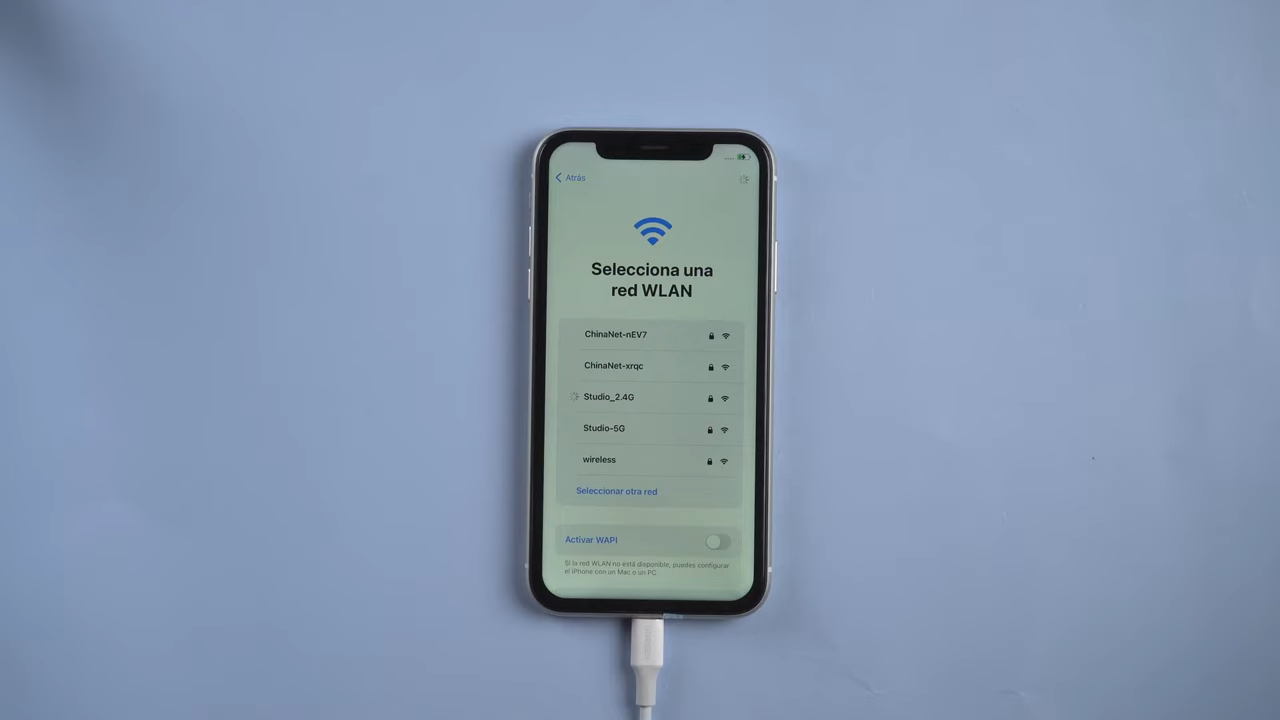 Atrás
Selecciona una
red WLAN
ChinaNet-nEV7
ChinaNet-xrqc
Studio_2.4G
Studio-5G
wireless
Seleccionar otra red
Activar WAPI
Si la red WLAN no está disponible, puedes configurar
el iPhone con un Mac o un PC.